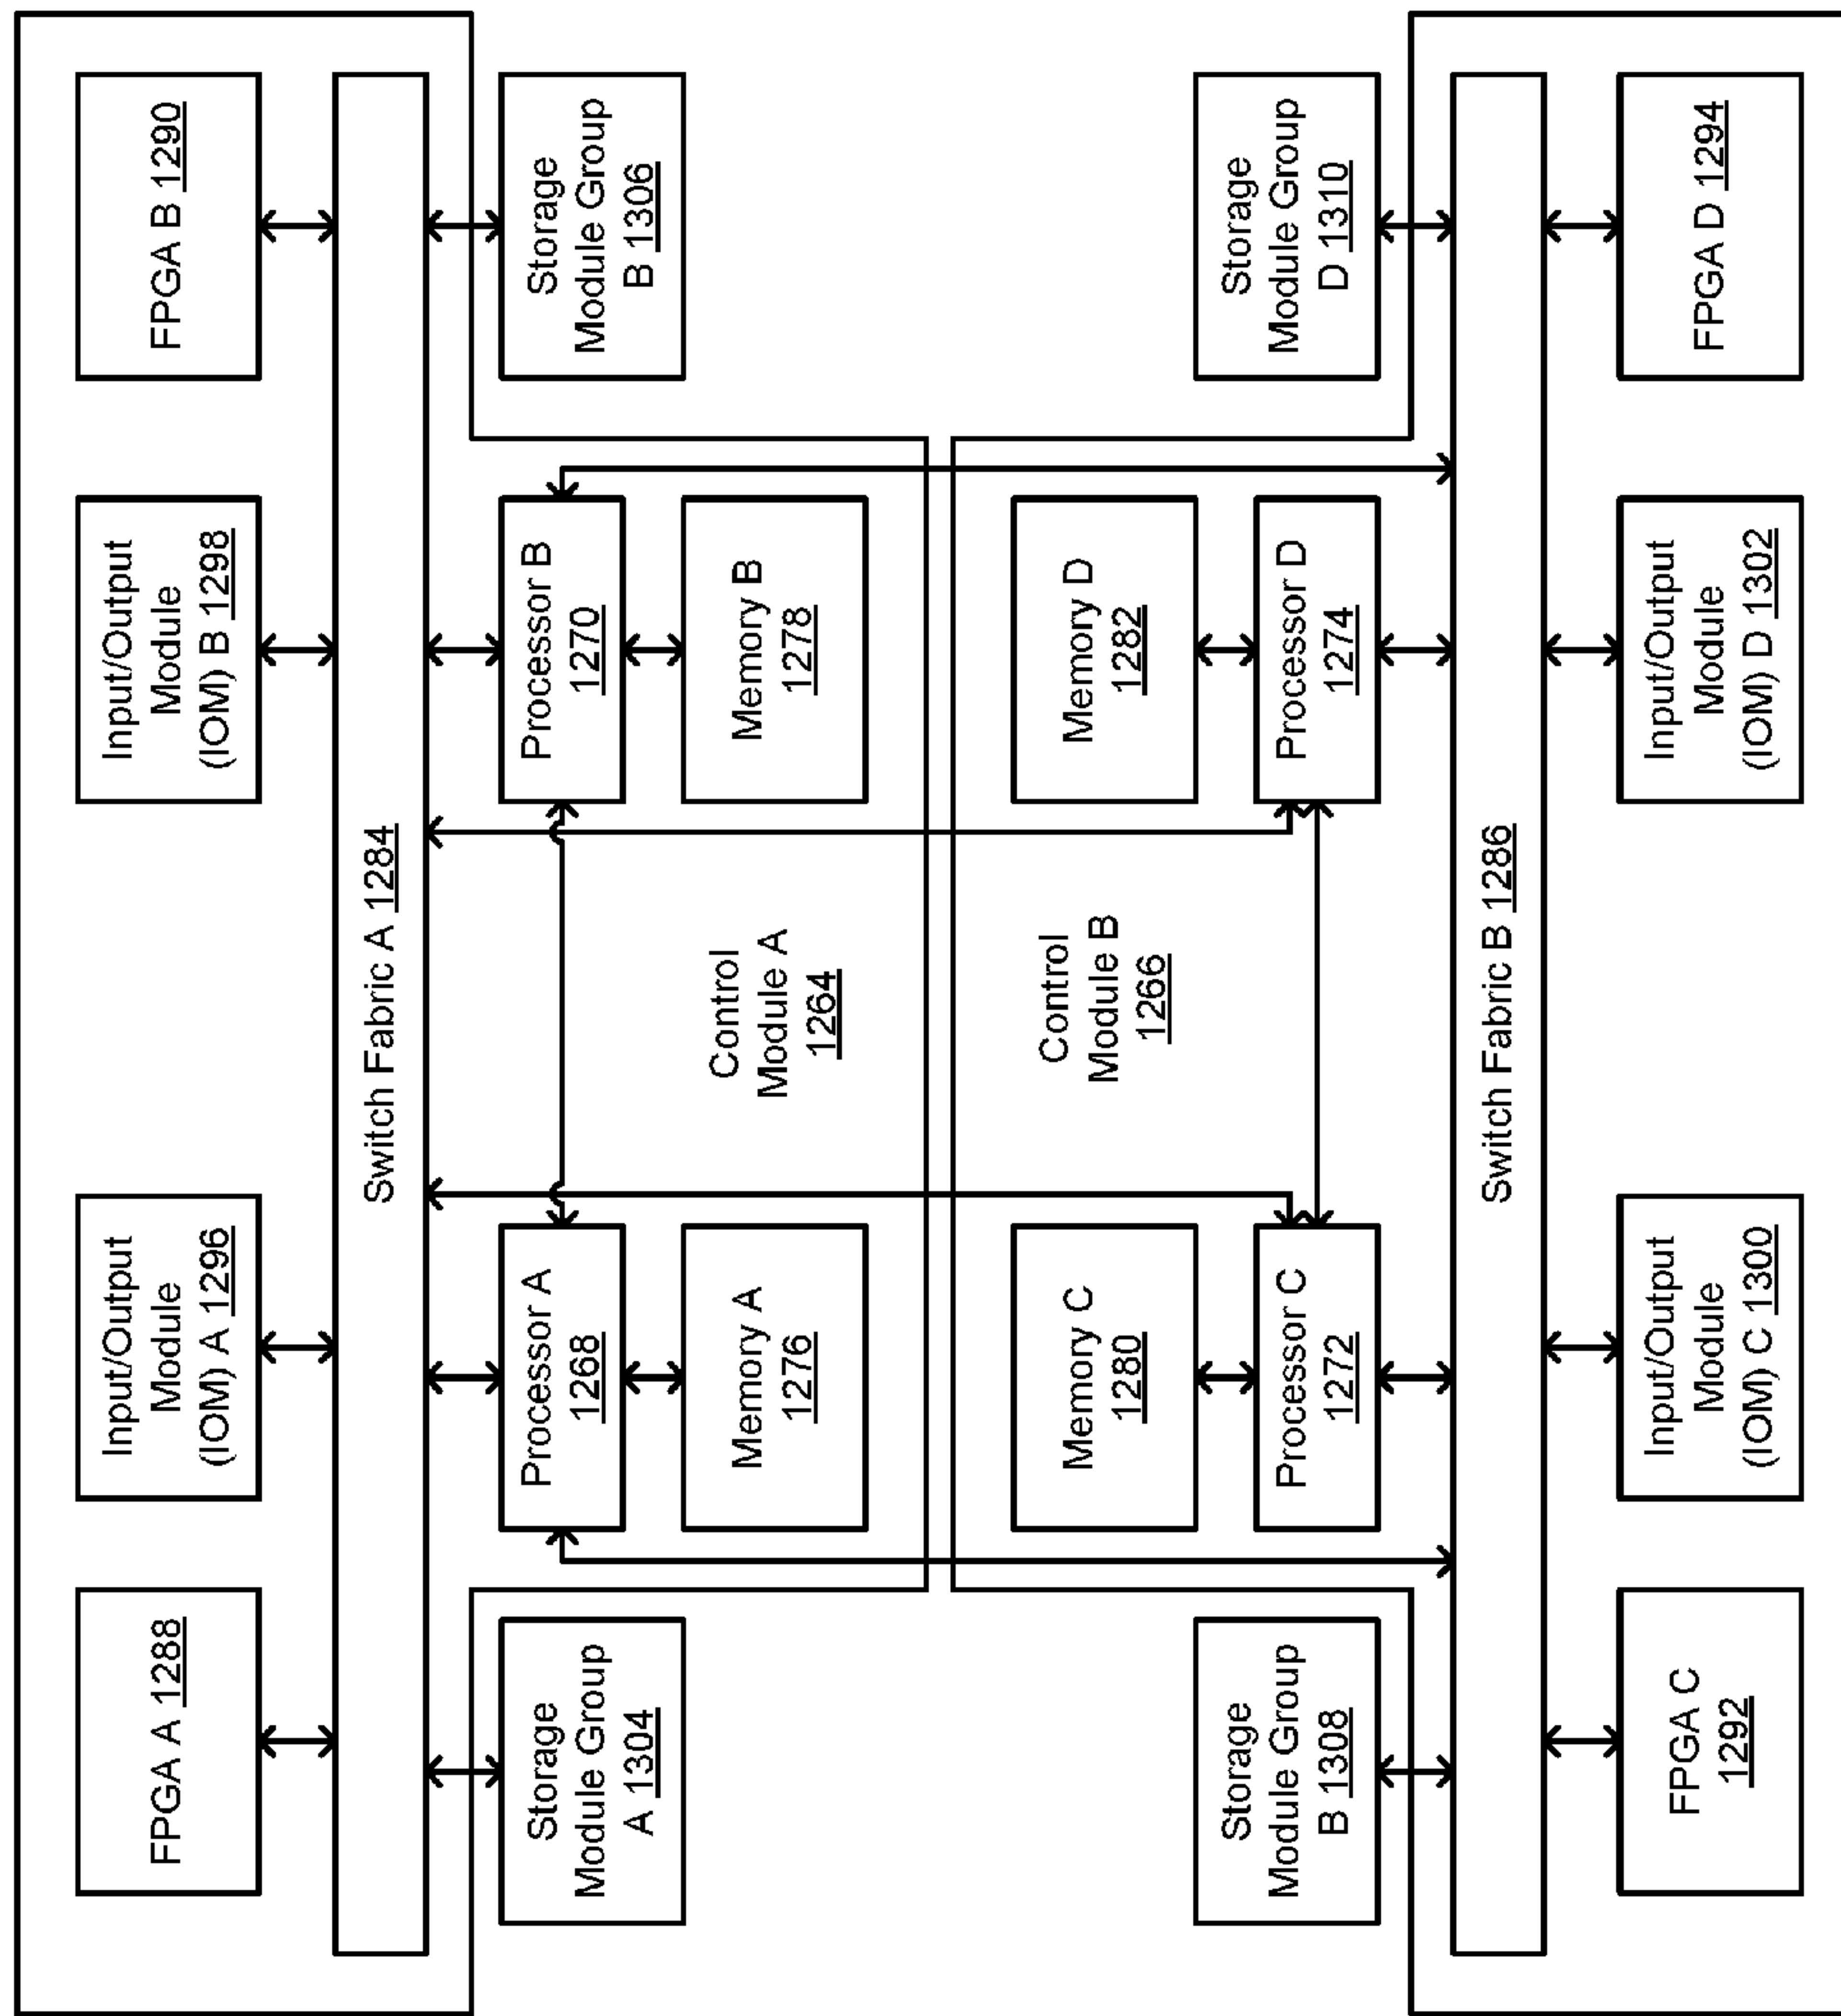 FPGA A 1288
Input/Output
Module
(IOM) A 1296
Input/Output
Module
(IOM) B 1298
FPGA B 1290
Switch Fabric A 1284
Storage
Module Group
A 1304
Processor A
1268
Processor B
1270
Storage
Module Group
B 1306
Memory A
1276
Control
Module A
1264
Memory B
1278
Memory C
1280
Control
Module B
1266
Memory D
1282
Storage
Module Group
B 1308
Processor C
1272
Processor D
1274
Storage
Module Group
D 1310
Switch Fabric B 1286
FPGA C
1292
Input/Output
Module
(IOM) C 1300
Input/Output
Module
(IOM) D 1302
FPGA D 1294